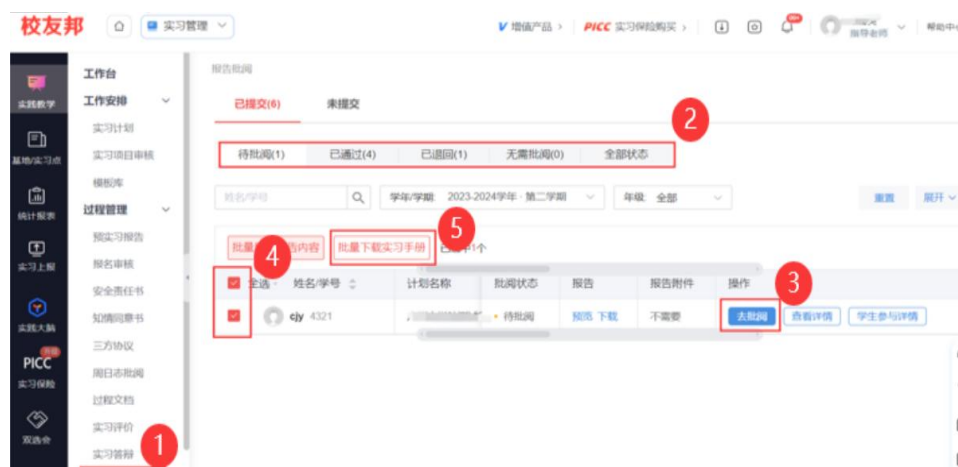 校友邦
实习管理
增值产品 >
PICC 实习保险购买 >
99+
指导老师
帮助中心
实践教学
基地/实习点
统计报表
实习上报
实践大脑
升级
PICC
实习保险
双选会
工作台
工作安排
实习计划
实习项目审核
模板库
过程管理
预实习报告
报名审核
安全责任书
知情同意书
三方协议
周日志批阅
过程文档
实习评价
实习答辩
1
报告批阅
已提交(6) 未提交
2
待批阅(1) 已通过(4) 已退回(1) 无需批阅(0) 全部状态
姓名/学号 学年/学期: 2023-2024学年 · 第二学期 年级: 全部 重置 展开
5
4
批量 告内容 批量下载实习手册 中1个
全选 姓名/学号 计划名称 批阅状态 报告 报告附件 操作
3
cjy 4321 待批阅 预览 下载 不需要 去批阅 查看详情 学生参与详情